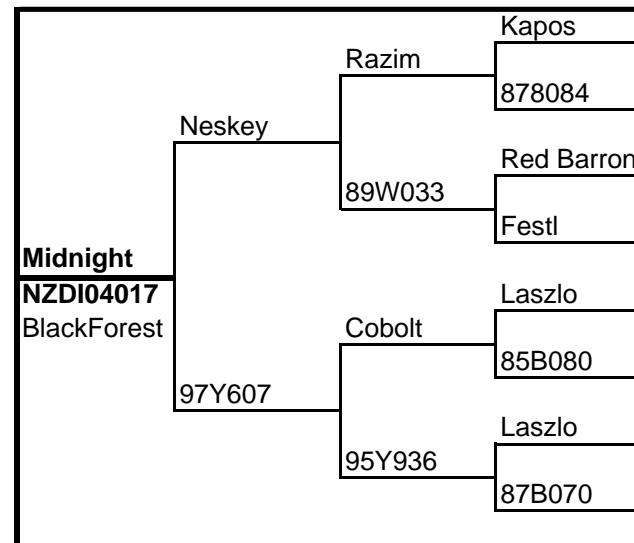 Kapos
Razim
878084
Neskey
Red Barron
89W033
Festl
Midnight
NZDI04017
Laszlo
BlackForest
Cobolt
85B080
97Y607
Laszlo
95Y936
87B070